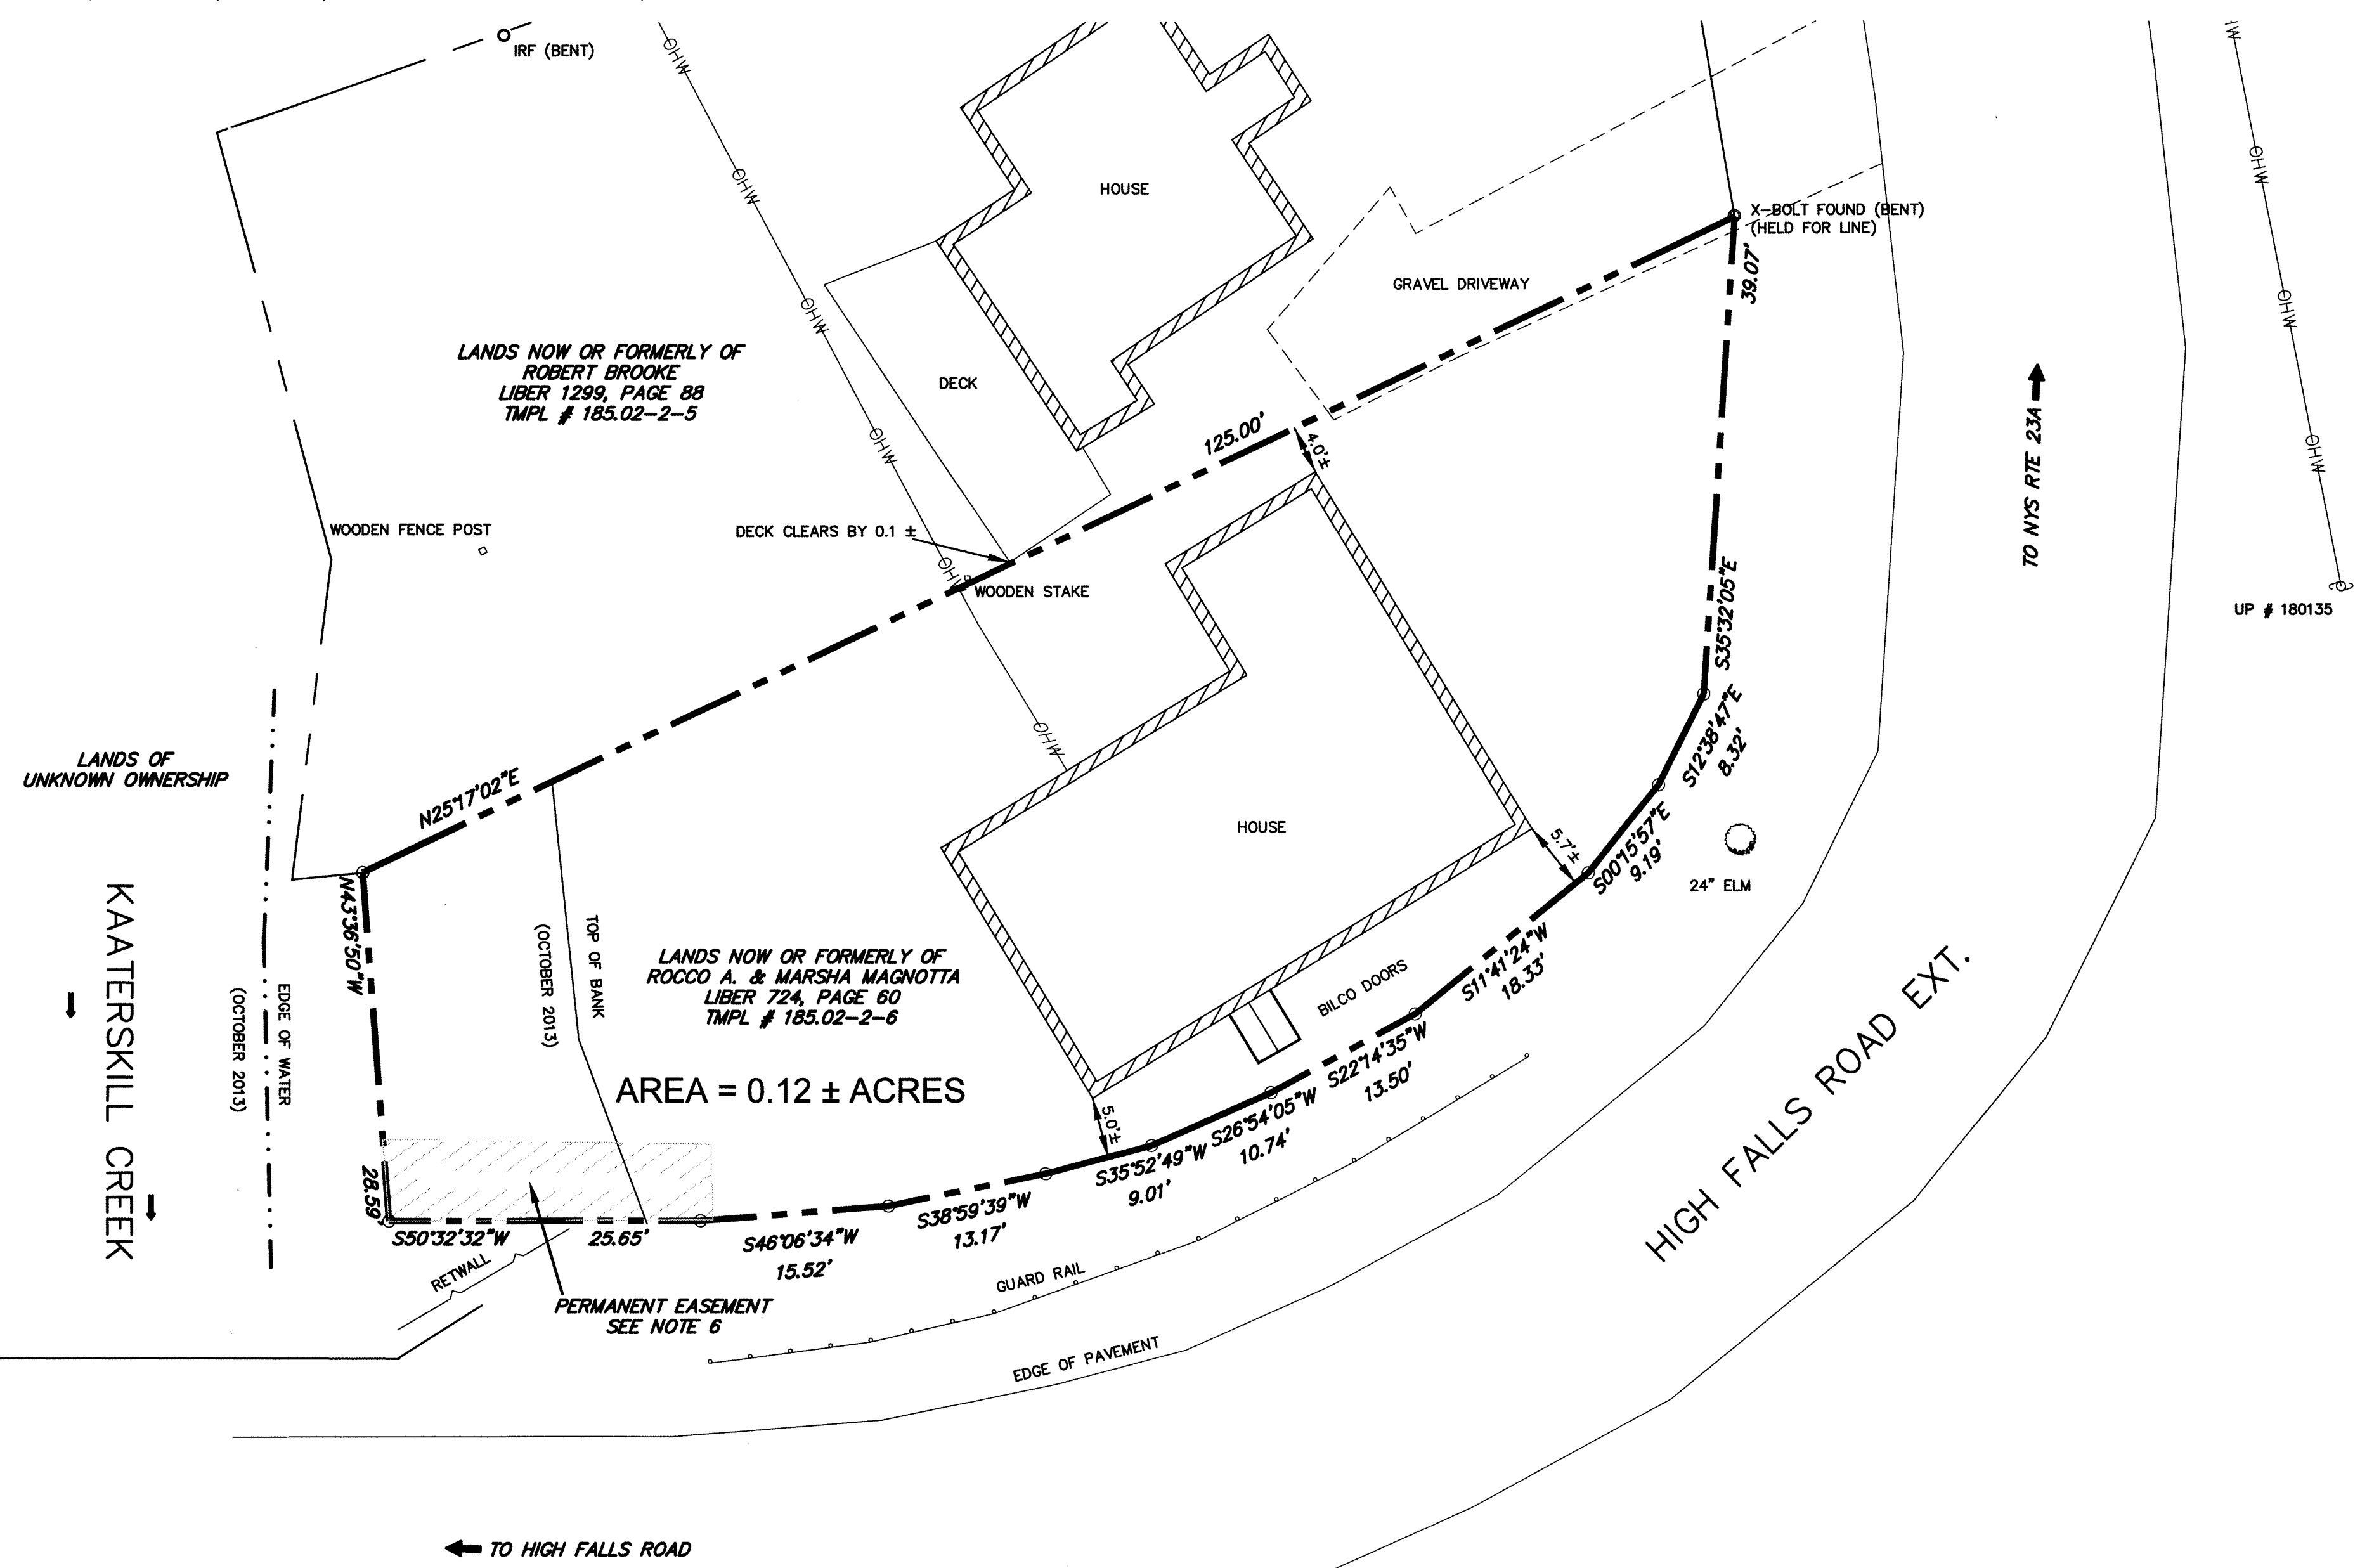 IRF (BENT)
OHW
OHW
OHW
OHW
OHW
HOUSE
X-BOLT FOUND (BENT)
(HELD FOR LINE)
39.07'
GRAVEL DRIVEWAY
OHW
OHW
OHW
LANDS NOW OR FORMERLY OF
ROBERT BROOKE
LIBER 1299, PAGE 88
TMPL # 185.02-2-5
DECK
125.00'
4.0'±
TO NYS RTE 23A
WOODEN FENCE POST
DECK CLEARS BY 0.1 ±
WOODEN STAKE
UP # 180135
S35°32'05"E
S12°38'47"E
8.32'
OHW
LANDS OF
UNKNOWN OWNERSHIP
N25°17'02"E
HOUSE
5.7'±
S00°15'57"E
9.19'
24" ELM
KAATERSKILL CREEK
EDGE OF WATER
(OCTOBER 2013)
N43°36'50"W
28.59'
TOP OF BANK
(OCTOBER 2013)
LANDS NOW OR FORMERLY OF
ROCCO A. & MARSHA MAGNOTTA
LIBER 724, PAGE 60
TMPL # 185.02-2-6
AREA = 0.12 ± ACRES
BILCO DOORS
S11°41'24"W
18.33'
S22°14'35"W
13.50'
S26°54'05"W
10.74'
5.0'±
S35°52'49"W
9.01'
S38°59'39"W
13.17'
S46°06'34"W
15.52'
S50°32'32"W
25.65'
RETWALL
PERMANENT EASEMENT
SEE NOTE 6
GUARD RAIL
EDGE OF PAVEMENT
HIGH FALLS ROAD EXT.
TO HIGH FALLS ROAD